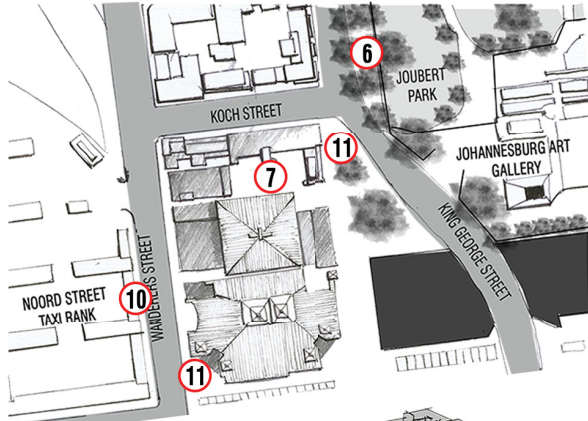 6
JOUBERT
PARK
KOCH STREET
11
JOHANNESBURG ART
GALLERY
7
KING GEORGE STREET
WANDERERS STREET
NOORD STREET
TAXI RANK
10
11